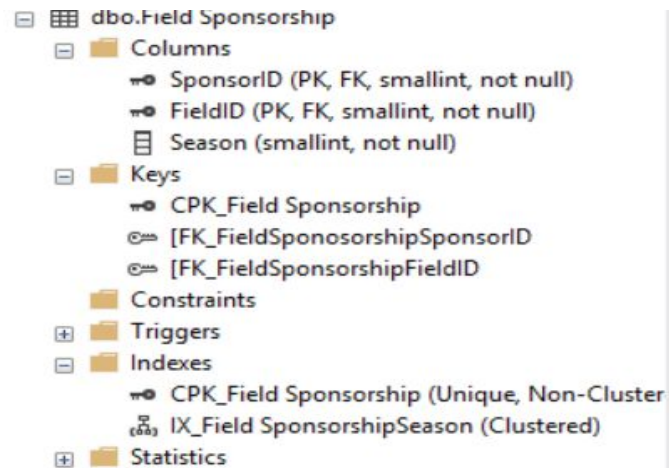 dbo.Field Sponsorship
Columns
SponsorID (PK, FK, smallint, not null)
FieldID (PK, FK, smallint, not null)
Season (smallint, not null)
Keys
CPK_Field Sponsorship
[FK_FieldSponosorshipSponsorID
[FK_FieldSponsorshipFieldID
Constraints
Triggers
Indexes
CPK_Field Sponsorship (Unique, Non-Cluster
IX_Field SponsorshipSeason (Clustered)
Statistics